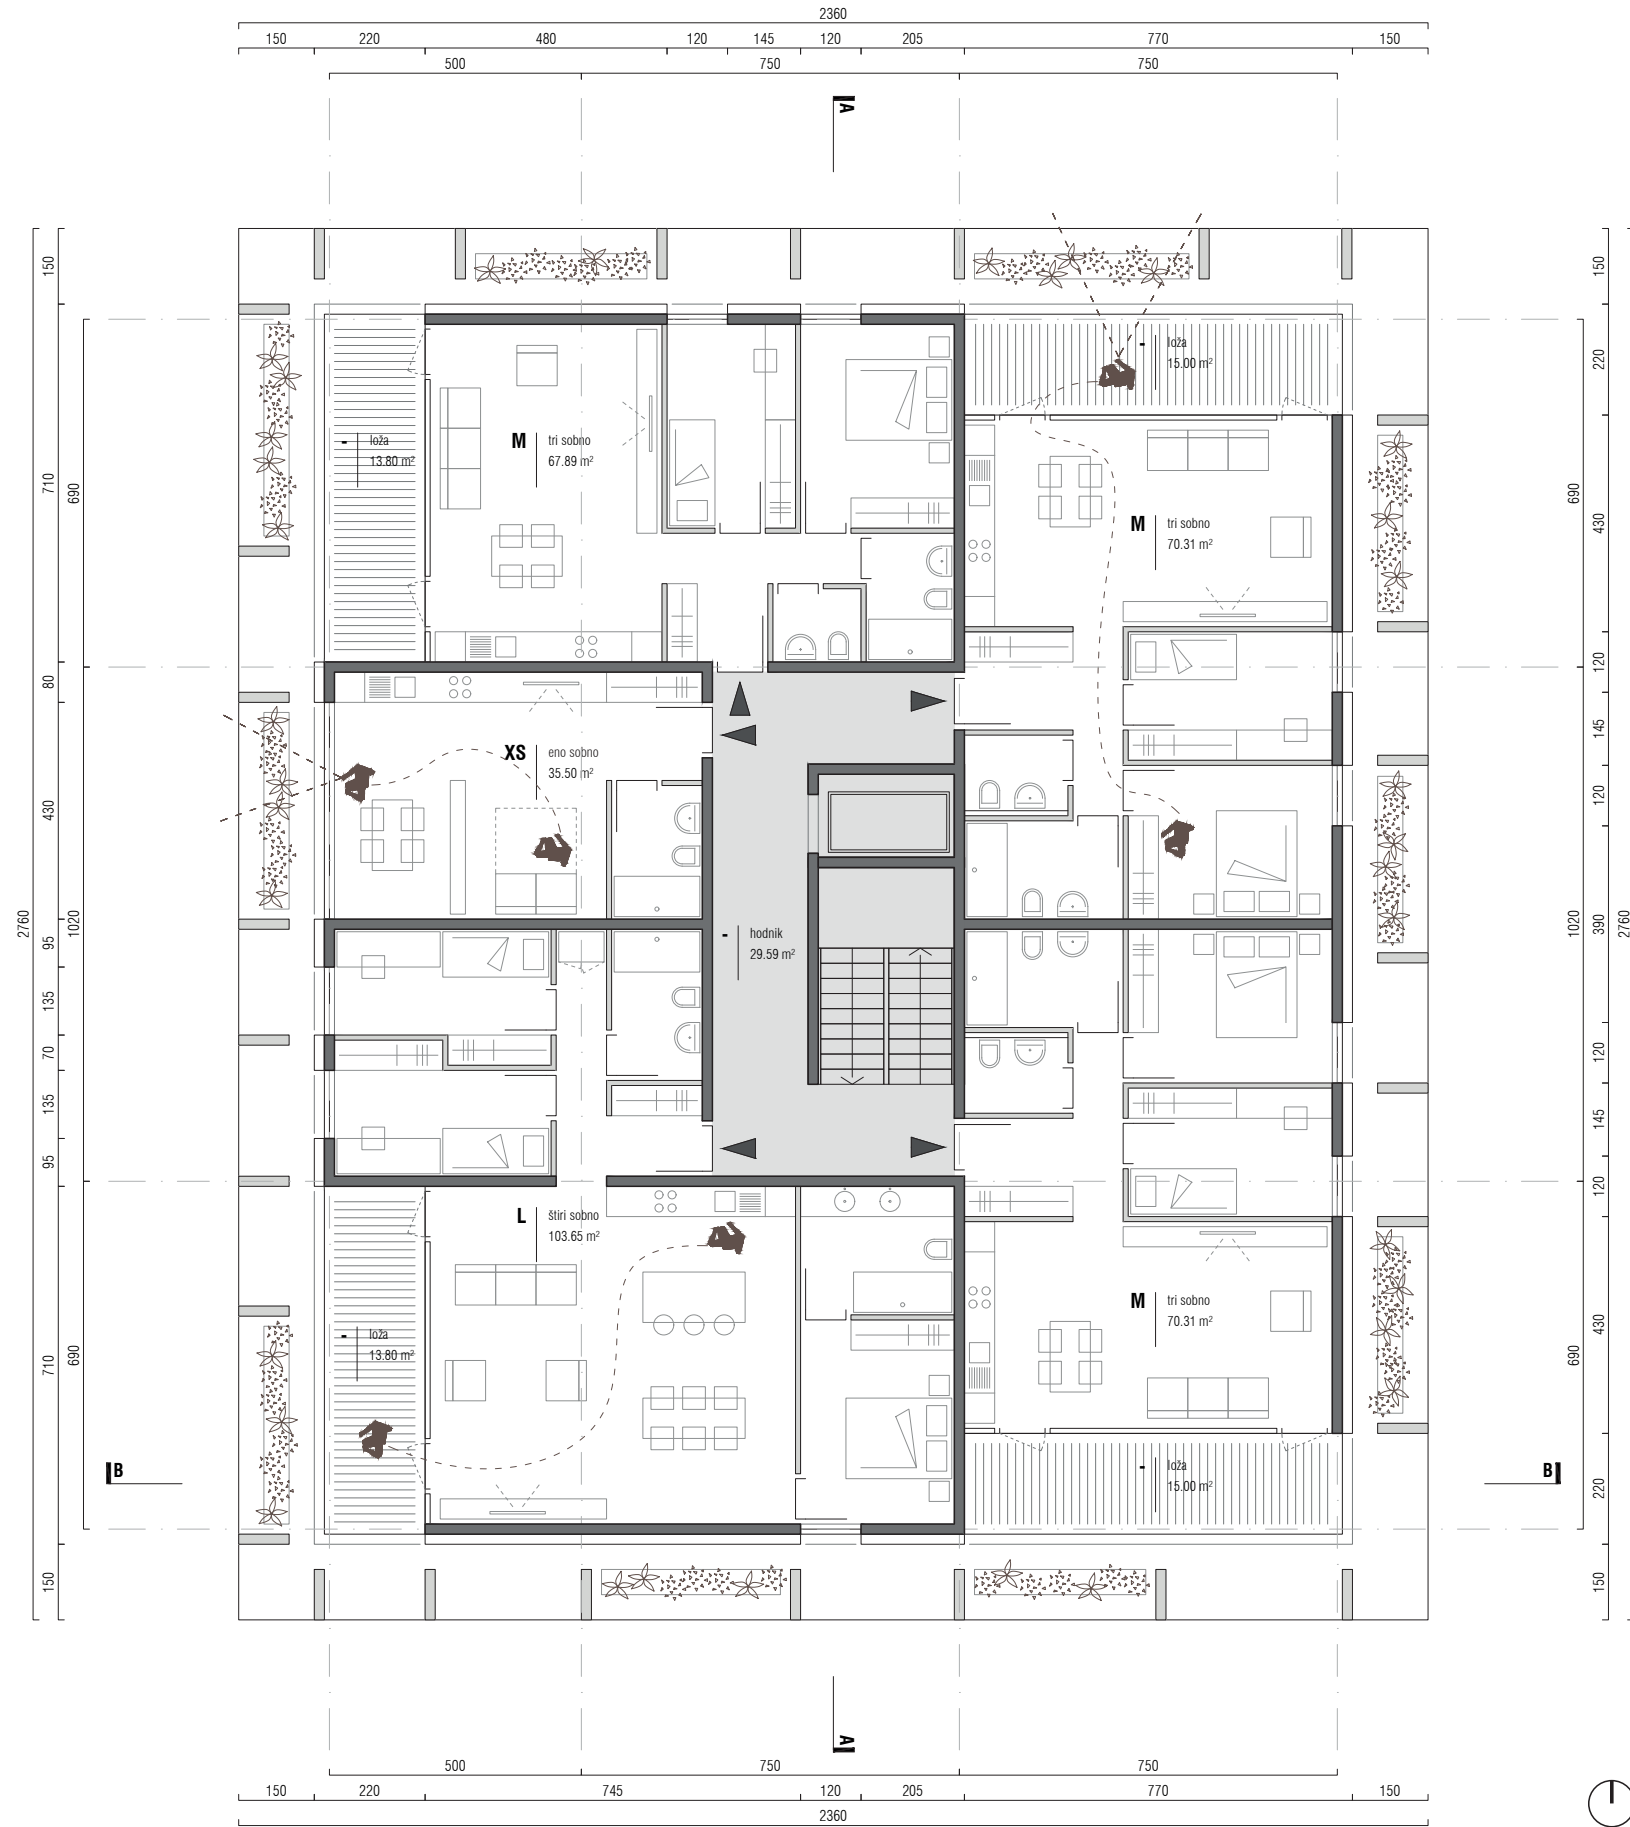 2360
150 220 480 120 145 120 205 770 150
500 750 750
A
150
150
-
loža
15.00 m²
220
M
tri sobno
67.89 m²
-
loža
13.80 m²
710
690
690
430
M
tri sobno
70.31 m²
80
120
145
XS
eno sobno
35.50 m²
430
120
2760
1020
95
-
hodnik
29.59 m²
1020
390
2760
135
70
120
135
145
95
120
L
štiri sobno
103.65 m²
M
tri sobno
70.31 m²
-
loža
13.80 m²
710
690
690
430
B
-
loža
15.00 m²
B
220
150
150
A
500 750 750
150 220 745 120 205 770 150
2360